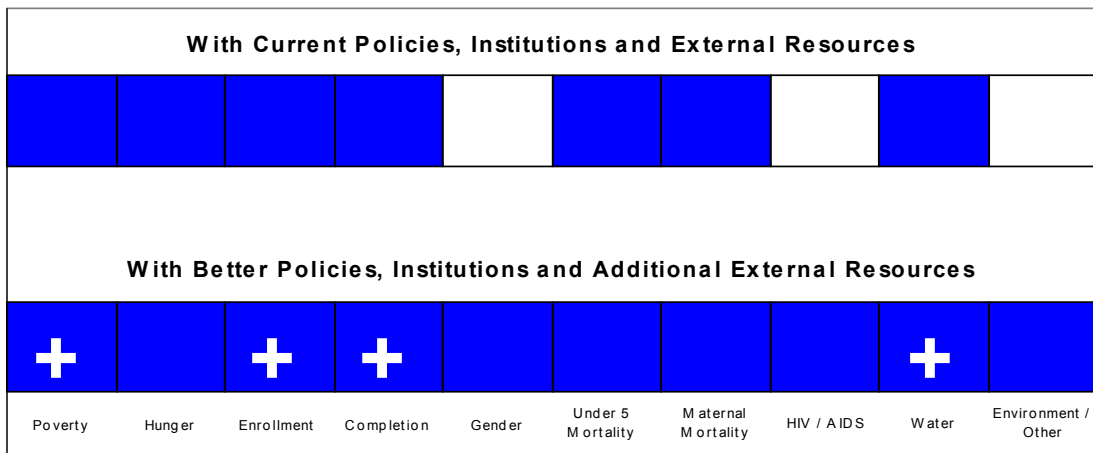 With Current Policies, Institutions and External Resources
With Better Policies, Institutions and Additional External Resources
+ + + +
Poverty Hunger Enrollment Completion Gender Under 5 Mortality Maternal Mortality HIV / AIDS Water Environment / Other